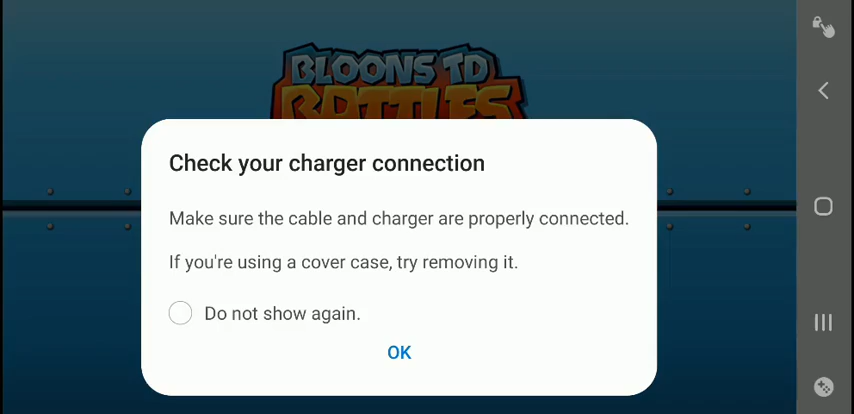 BLOONS TD
BATTLES
Check your charger connection
Make sure the cable and charger are properly connected.
If you're using a cover case, try removing it.
Do not show again.
OK